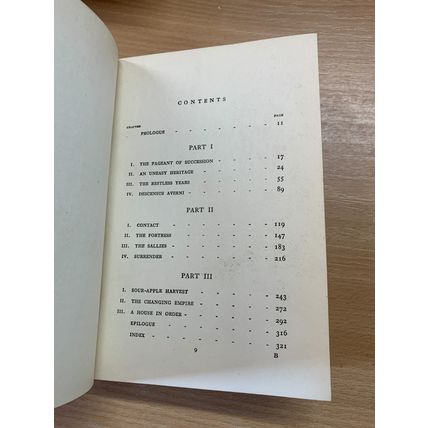 CONTENTS
CHAPTER PAGE
PROLOGUE - - - - - - 11
PART I
I. THE PAGEANT OF SUCCESSION - - - 17
II. AN UNEASY HERITAGE - - - - 24
III. THE RESTLESS YEARS - - - - 55
IV. DESCENSUS AVERNI - - - - 89
PART II
I. CONTACT - - - - - - 119
II. THE FORTRESS - - - - - 147
III. THE SALLIES - - - - - 183
IV. SURRENDER - - - - - 216
PART III
I. SOUR-APPLE HARVEST - - - - 243
II. THE CHANGING EMPIRE - - - - 272
III. A HOUSE IN ORDER - - - - - 292
EPILOGUE - - - - - 316
INDEX - - - - - - 321
9 B